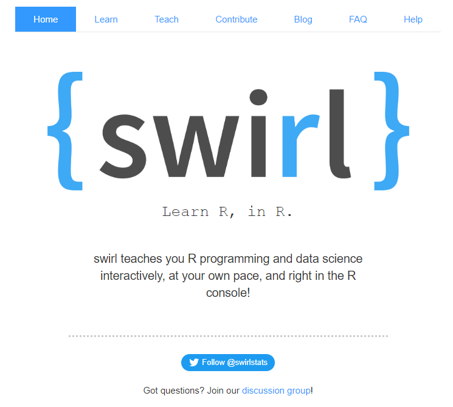 Home Learn Teach Contribute Blog FAQ Help
{swirl}
Learn R, in R.
swirl teaches you R programming and data science
interactively, at your own pace, and right in the R
console!
Follow @swirlstats
Got questions? Join our discussion group!